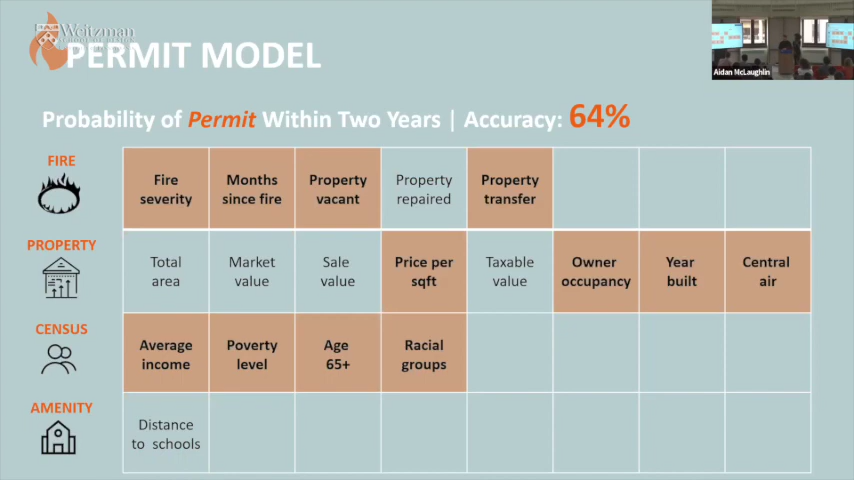 Weitzman
PERMIT MODEL
Aidan McLaughlin
Probability of Permit Within Two Years | Accuracy: 64%
FIRE
Fire
severity
Months
since fire
Property
vacant
Property
repaired
Property
transfer
PROPERTY
Total
area
Market
value
Sale
value
Price per
sqft
Taxable
value
Owner
occupancy
Year
built
Central
air
CENSUS
Average
income
Poverty
level
Age
65+
Racial
groups
AMENITY
Distance
to schools